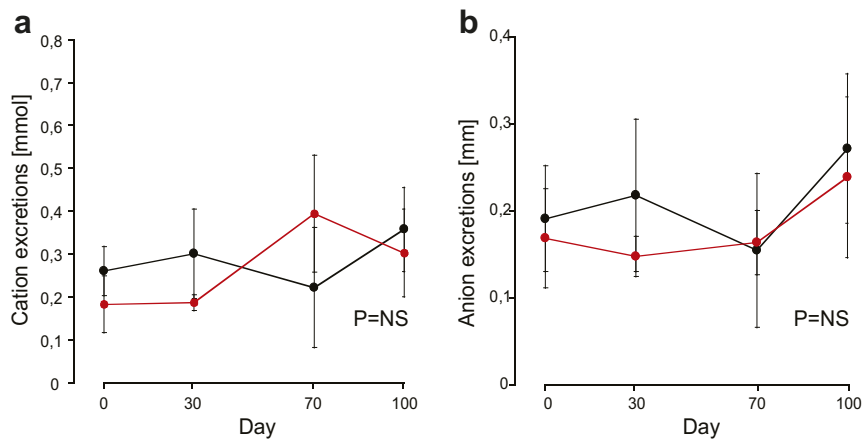 a
Cation excretions [mmol]
0,8
0,7
0,6
0,5
0,4
0,3
0,2
0,1
0
P=NS
0 30 70 100
Day
b
Anion excretions [mm]
0,4
0,3
0,2
0,1
0
P=NS
0 30 70 100
Day